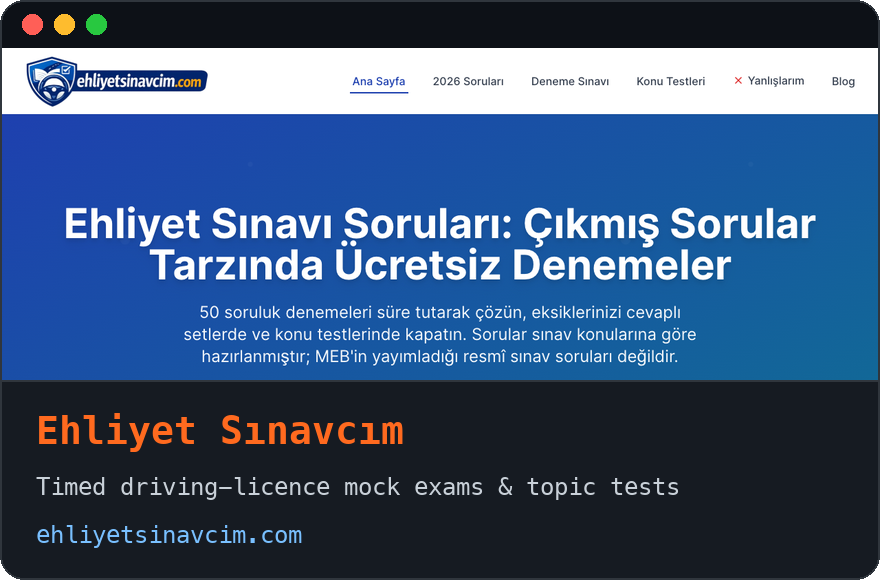 ehliyetsinavcim.com
Ana Sayfa
2026 Soruları
Deneme Sınavı
Konu Testleri
✕ Yanlışlarım
Blog
Ehliyet Sınavı Soruları: Çıkmış Sorular
Tarzında Ücretsiz Denemeler
50 soruluk denemeleri süre tutarak çözün, eksiklerinizi cevaplı
setlerde ve konu testlerinde kapatın. Sorular sınav konularına göre
hazırlanmıştır; MEB'in yayımladığı resmî sınav soruları değildir.
Ehliyet Sınavcım
Timed driving-licence mock exams & topic tests
ehliyetsinavcim.com